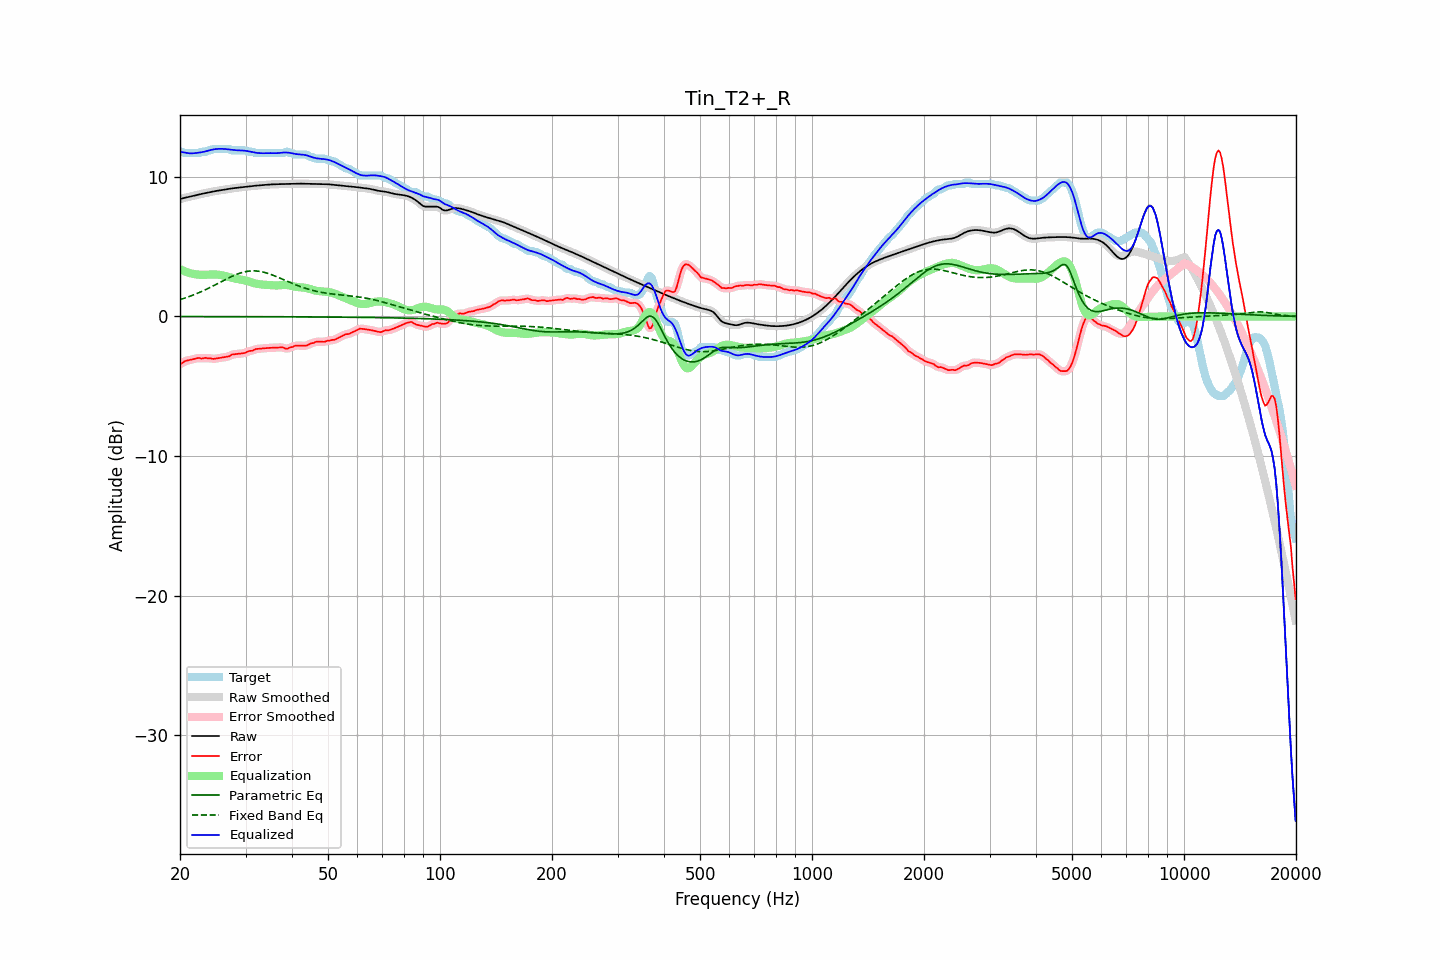 Tin_T2+_R
Amplitude (dBr)
10
0
−10
−20
−30
Target
Raw Smoothed
Error Smoothed
Raw
Error
Equalization
Parametric Eq
Fixed Band Eq
Equalized
20 50 100 200 500 1000 2000 5000 10000 20000
Frequency (Hz)